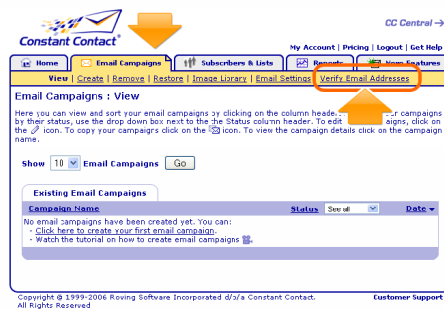 CC Central →
Constant Contact®
My Account | Pricing | Logout | Get Help
Home Email Campaigns Subscribers & Lists Reports New Features
View | Create | Remove | Restore | Image Library | Email Settings Verify Email Addresses
Email Campaigns : View
Here you can view and sort your email campaigns by clicking on the column heade campaigns
by their status, use the drop down box next to the the Status column header. To edit aigns, click on
the icon. To copy your campaigns click on the icon. To view the campaign details click on the campaign
name.
Show 10 Email Campaigns Go
Existing Email Campaigns
Campaign Name Status See all Date
No email campaigns have been created yet. You can:
- Click here to create your first email campaign.
- Watch the tutorial on how to create email campaigns
Copyright © 1999-2006 Roving Software Incorporated d/b/a Constant Contact. Customer Support
All Rights Reserved